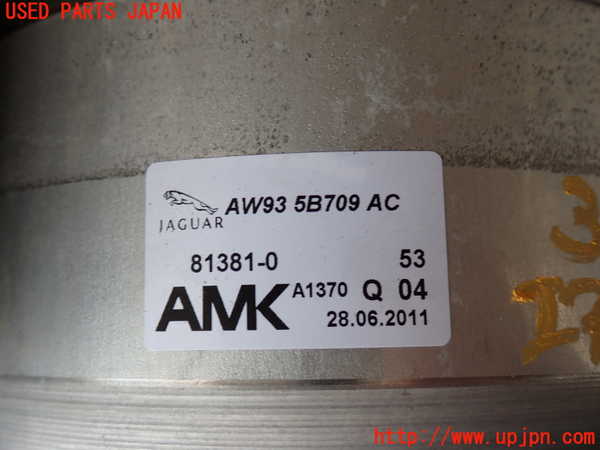 USED PARTS JAPAN
JAGUAR AW93 5B709 AC
81381-0 53
AMK A1370 Q 04
28.06.2011
http://www.upjpn.com/